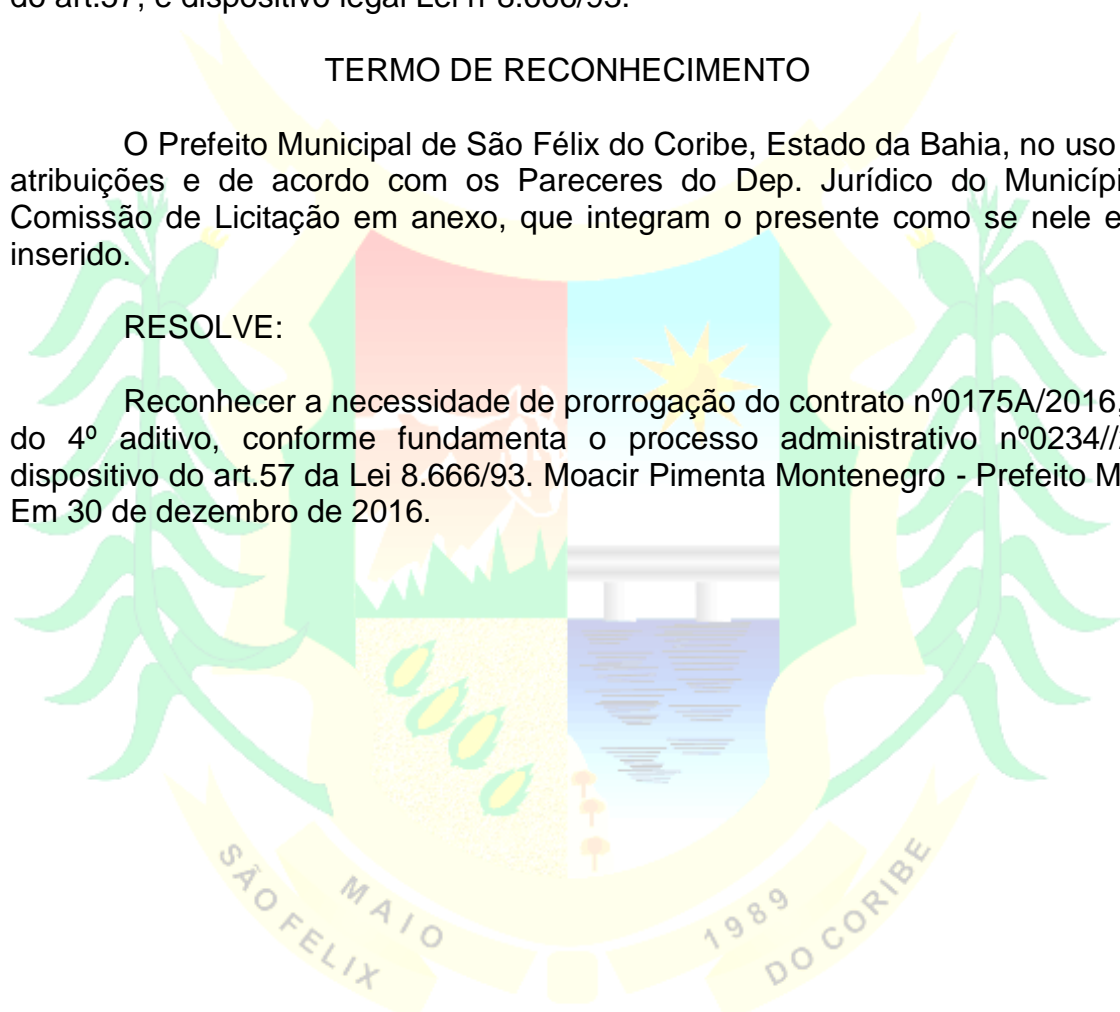 do art.57, e dispositivo legal Lei nº8.666/93.
TERMO DE RECONHECIMENTO
O Prefeito Municipal de São Félix do Coribe, Estado da Bahia, no uso
atribuições e de acordo com os Pareceres do Dep. Jurídico do Municípi
Comissão de Licitação em anexo, que integram o presente como se nele e
inserido.
RESOLVE:
Reconhecer a necessidade de prorrogação do contrato nº0175A/2016,
do 4º aditivo, conforme fundamenta o processo administrativo nº0234//
dispositivo do art.57 da Lei 8.666/93. Moacir Pimenta Montenegro - Prefeito M
Em 30 de dezembro de 2016.
SÃO FELIX
MAIO
1989
DO CORIBE